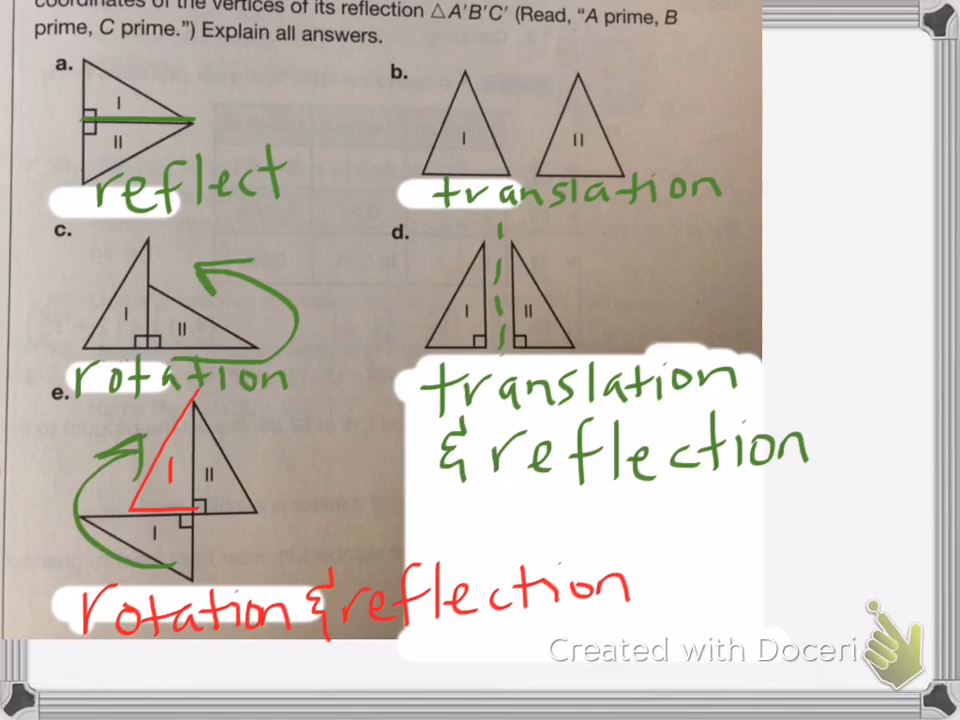 coordinates of the vertices of its reflection △A′B′C′ (Read, “A prime, B
prime, C prime.”) Explain all answers.
a.
I
II
reflect
b.
I
II
translation
c.
I
II
rotation
d.
I
II
translation
& reflection
e.
I
II
I
rotation & reflection
Created with Doceri